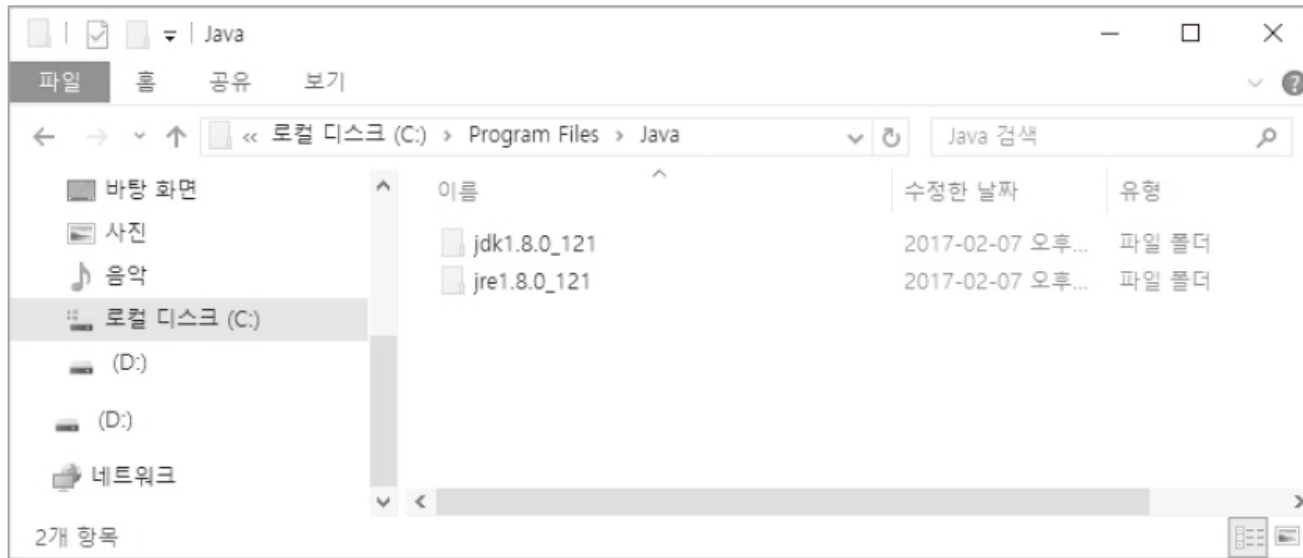 Java
파일 홈 공유 보기
« 로컬 디스크 (C:) › Program Files › Java
Java 검색
바탕 화면
사진
음악
로컬 디스크 (C:)
(D:)
(D:)
네트워크
이름 수정한 날짜 유형
jdk1.8.0_121 2017-02-07 오후... 파일 폴더
jre1.8.0_121 2017-02-07 오후... 파일 폴더
2개 항목